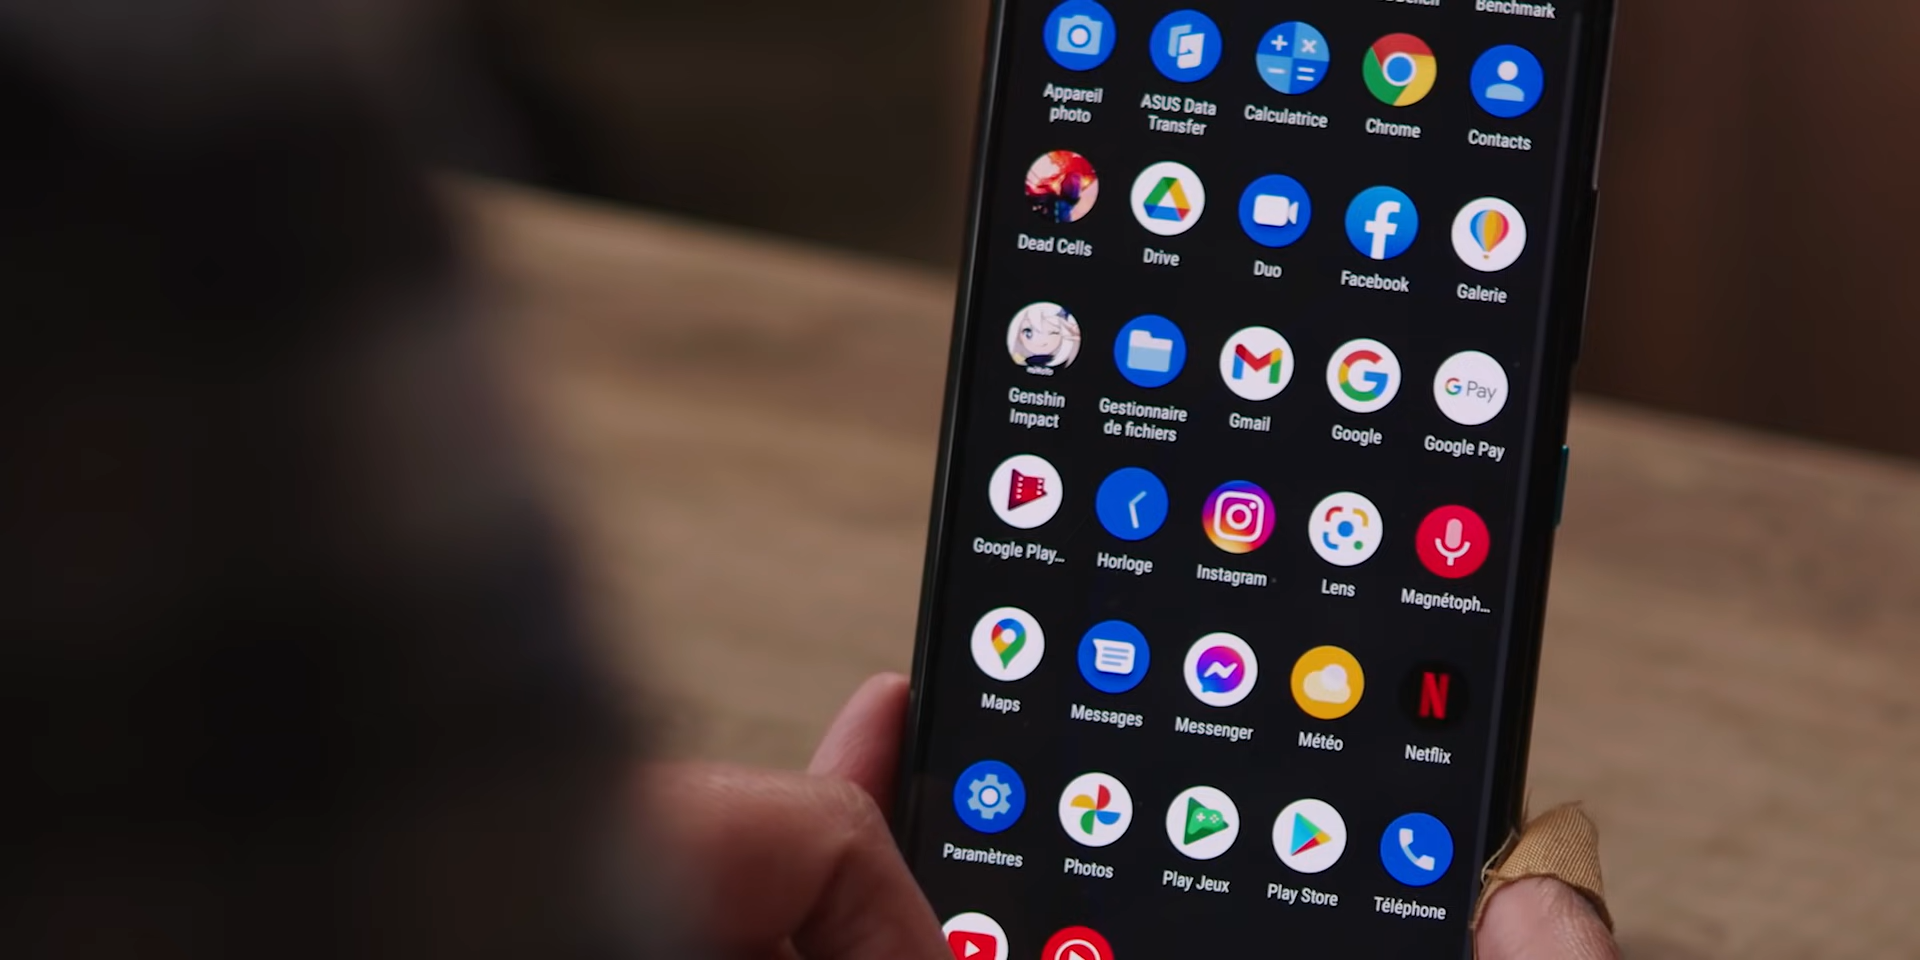 Benchmark
Appareil
photo
ASUS Data
Transfer
Calculatrice
Chrome
Contacts
Dead Cells
Drive
Duo
Facebook
Galerie
Genshin
Impact
Gestionnaire
de fichiers
Gmail
Google
G Pay
Google Pay
Google Play...
Horloge
Instagram
Lens
Magnétoph...
Maps
Messages
Messenger
Météo
Netflix
Paramètres
Photos
Play Jeux
Play Store
Téléphone